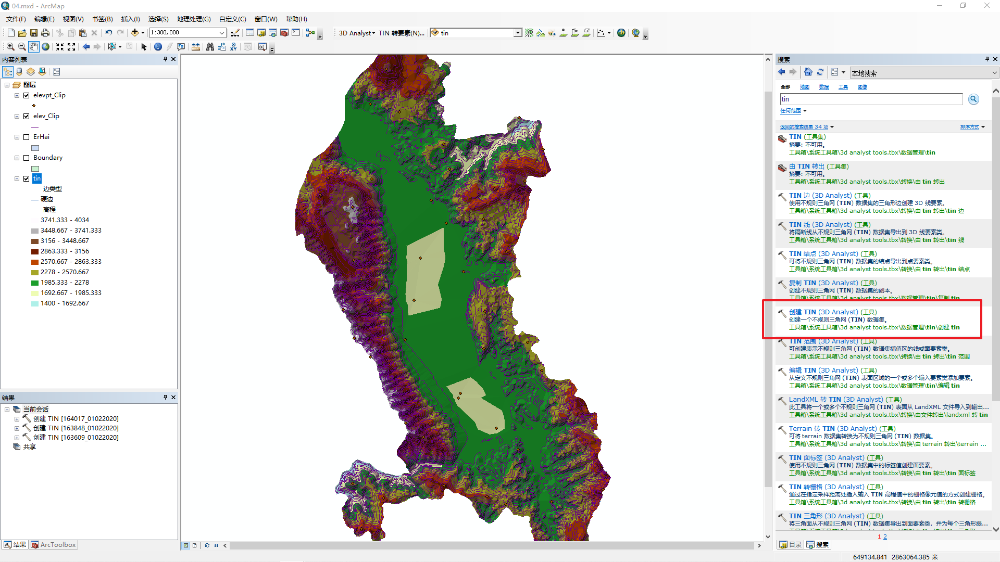 04.mxd - ArcMap
文件(F) 编辑(E) 视图(V) 书签(B) 插入(I) 选择(S) 地理处理(G) 自定义(C) 窗口(W) 帮助(H)
1:300, 000
3D Analyst TIN 转要素(N)... tin
内容列表
图层
elevpt_Clip
elev_Clip
ErHai
Boundary
tin
边类型
硬边
高程
3741.333 - 4034
3448.667 - 3741.333
3156 - 3448.667
2863.333 - 3156
2570.667 - 2863.333
2278 - 2570.667
1985.333 - 2278
1692.667 - 1985.333
1400 - 1692.667
结果
当前会话
创建 TIN [164017_01022020]
创建 TIN [163848_01022020]
创建 TIN [163609_01022020]
共享
结果 ArcToolbox
搜索
本地搜索
全部 地图 数据 工具 图像
tin
任何范围
返回的搜索结果 34 项 排序方式
TIN (工具集)
摘要: 不可用。
工具箱\系统工具箱\3d analyst tools.tbx\数据管理\tin
由 TIN 转出 (工具集)
摘要: 不可用。
工具箱\系统工具箱\3d analyst tools.tbx\转换\由 tin 转出
TIN 边 (3D Analyst) (工具)
使用不规则三角网 (TIN) 数据集的三角形边创建 3D 线要素。
工具箱\系统工具箱\3d analyst tools.tbx\转换\由 tin 转出\tin 边
TIN 线 (3D Analyst) (工具)
将隔断线从不规则三角网 (TIN) 数据集导出到 3D 线要素类。
工具箱\系统工具箱\3d analyst tools.tbx\转换\由 tin 转出\tin 线
TIN 结点 (3D Analyst) (工具)
可将不规则三角网 (TIN) 数据集的结点导出到点要素类。
工具箱\系统工具箱\3d analyst tools.tbx\转换\由 tin 转出\tin 结点
复制 TIN (3D Analyst) (工具)
创建不规则三角网 (TIN) 数据集的副本。
工具箱\系统工具箱\3d analyst tools.tbx\数据管理\tin\复制 tin
创建 TIN (3D Analyst) (工具)
创建一个不规则三角网 (TIN) 数据集。
工具箱\系统工具箱\3d analyst tools.tbx\数据管理\tin\创建 tin
TIN 范围 (3D Analyst) (工具)
可创建表示不规则三角网 (TIN) 数据集插值区的线或面要素类。
工具箱\系统工具箱\3d analyst tools.tbx\转换\由 tin 转出\tin 范围
编辑 TIN (3D Analyst) (工具)
从定义不规则三角网 (TIN) 表面区域的一个或多个输入要素类添加要素。
工具箱\系统工具箱\3d analyst tools.tbx\数据管理\tin\编辑 tin
LandXML 转 TIN (3D Analyst) (工具)
此工具将一个或多个不规则三角网 (TIN) 表面从 LandXML 文件导入到输出...
工具箱\系统工具箱\3d analyst tools.tbx\转换\由文件转出\landxml 转 tin
Terrain 转 TIN (3D Analyst) (工具)
可将 terrain 数据集转换为不规则三角网 (TIN) 数据集。
工具箱\系统工具箱\3d analyst tools.tbx\转换\由 terrain 转出\terrain ...
TIN 面标签 (3D Analyst) (工具)
使用不规则三角网 (TIN) 数据集中的标签值创建面要素。
工具箱\系统工具箱\3d analyst tools.tbx\转换\由 tin 转出\tin 面标签
TIN 转栅格 (3D Analyst) (工具)
通过在指定采样距离处插入输入 TIN 高程值中的栅格像元值的方式创建栅格。
工具箱\系统工具箱\3d analyst tools.tbx\转换\由 tin 转出\tin 转栅格
TIN 三角形 (3D Analyst) (工具)
将三角面从不规则三角网 (TIN) 数据集导出到面要素类，并为每个三角形提...
1 2
目录 搜索
649134.841 2863064.385 米